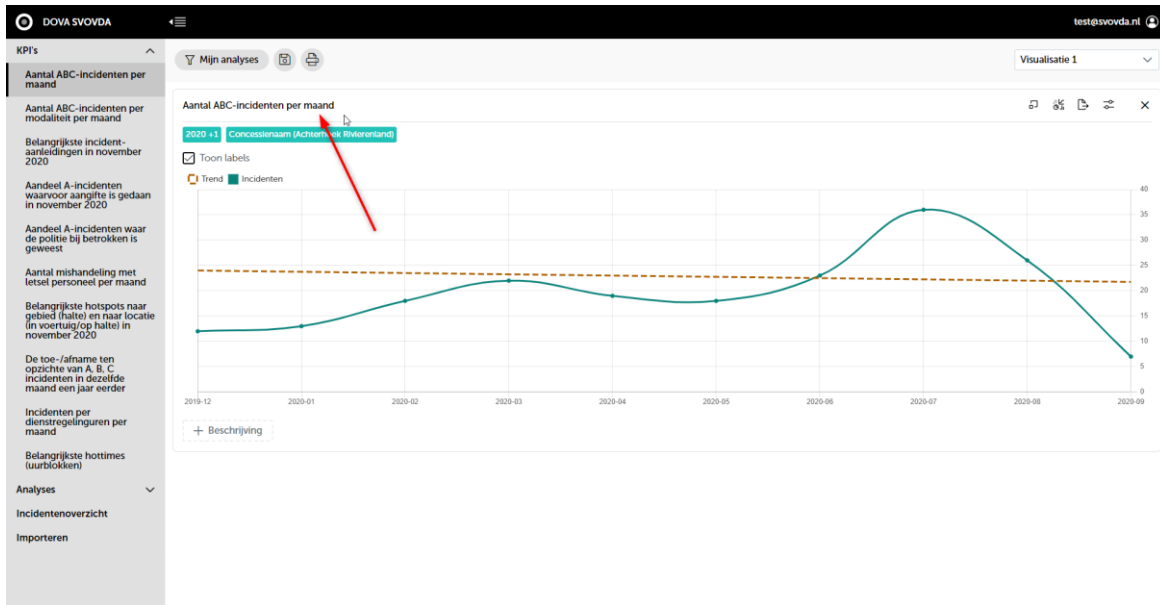 DOVA SVOVDA
test@svovda.nl
KPI's
Aantal ABC-incidenten per
maand
Aantal ABC-incidenten per
modaliteit per maand
Belangrijkste incident-
aanleidingen in november
2020
Aandeel A-incidenten
waarvoor aangifte is gedaan
in november 2020
Aandeel A-incidenten waar
de politie bij betrokken is
geweest
Aantal mishandeling met
letsel personeel per maand
Belangrijkste hotspots naar
gebied (halte) en naar locatie
(in voertuig/op halte) in
november 2020
De toe-/afname ten
opzichte van A, B, C
incidenten in dezelfde
maand een jaar eerder
Incidenten per
dienstregelinguren per
maand
Belangrijkste hottimes
(uurblokken)
Analyses
Incidentenoverzicht
Importeren
Mijn analyses
Visualisatie 1
Aantal ABC-incidenten per maand
2020 +1
Concessienaam (Achterhoek Rivierenland)
Toon labels
Trend
Incidenten
40
35
30
25
20
15
10
5
0
2019-12
2020-01
2020-02
2020-03
2020-04
2020-05
2020-06
2020-07
2020-08
2020-09
+ Beschrijving